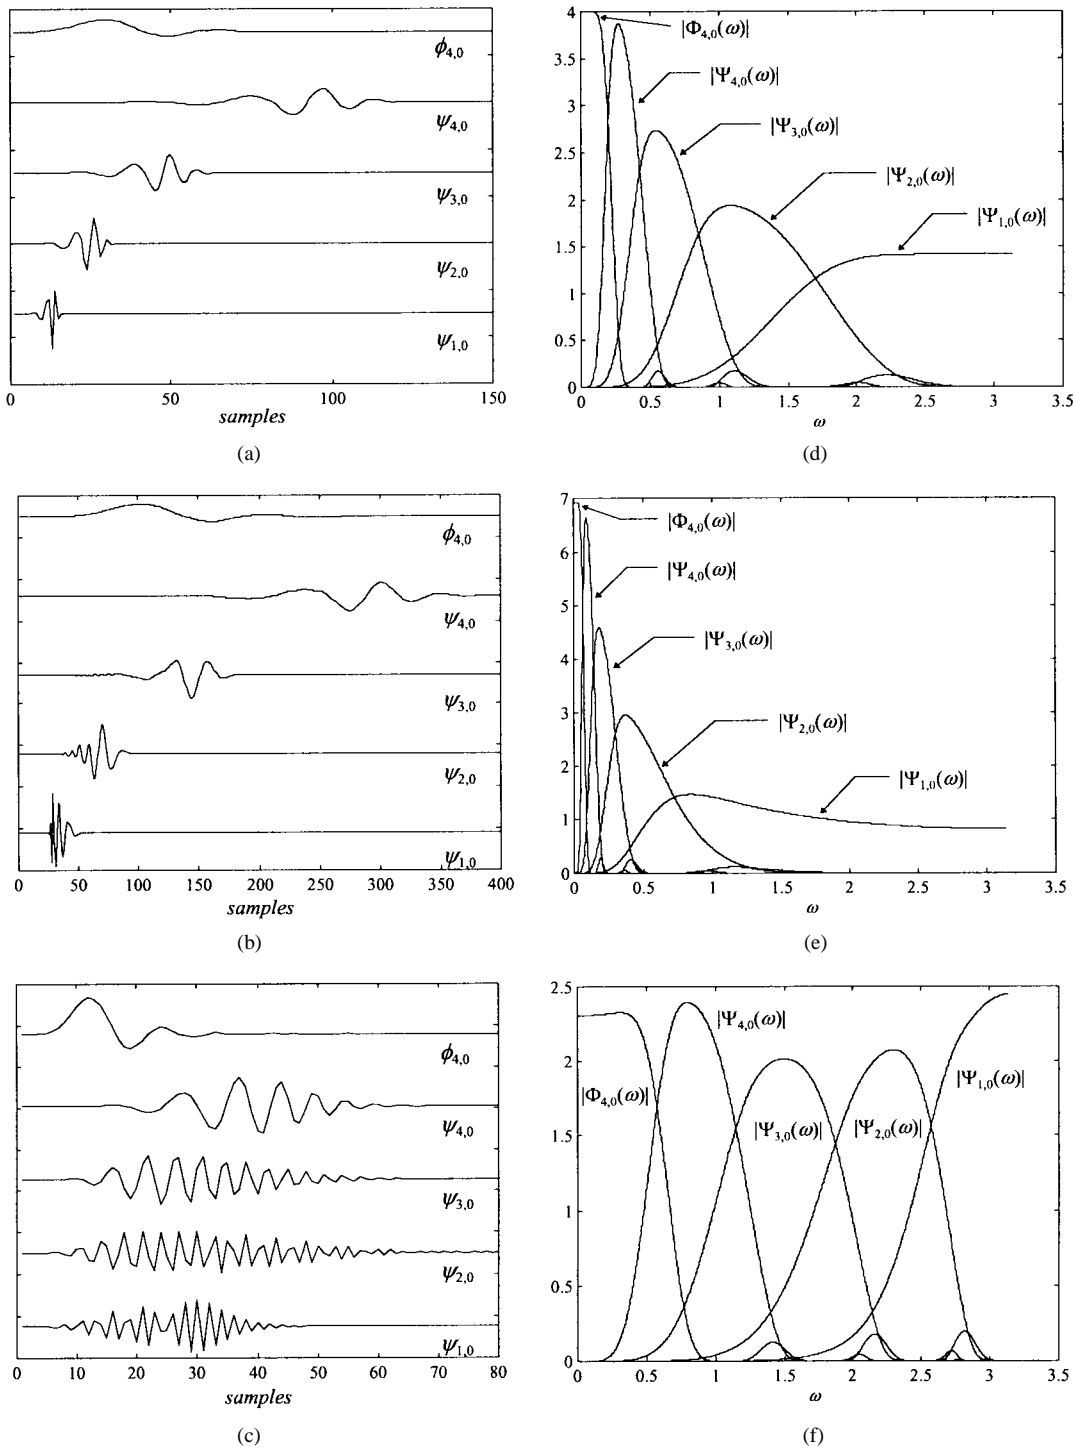 ϕ4,0
ψ4,0
ψ3,0
ψ2,0
ψ1,0
0 50 100 150
samples
(a)
4
3.5
3
2.5
2
1.5
1
0.5
0
|Φ4,0(ω)|
|Ψ4,0(ω)|
|Ψ3,0(ω)|
|Ψ2,0(ω)|
|Ψ1,0(ω)|
0 0.5 1 1.5 2 2.5 3 3.5
ω
(d)
ϕ4,0
ψ4,0
ψ3,0
ψ2,0
ψ1,0
0 50 100 150 200 250 300 350 400
samples
(b)
7
6
5
4
3
2
1
0
|Φ4,0(ω)|
|Ψ4,0(ω)|
|Ψ3,0(ω)|
|Ψ2,0(ω)|
|Ψ1,0(ω)|
0 0.5 1 1.5 2 2.5 3 3.5
ω
(e)
ϕ4,0
ψ4,0
ψ3,0
ψ2,0
ψ1,0
0 10 20 30 40 50 60 70 80
samples
(c)
2.5
2
1.5
1
0.5
0
|Ψ4,0(ω)|
|Φ4,0(ω)|
|Ψ3,0(ω)|
|Ψ2,0(ω)|
|Ψ1,0(ω)|
0 0.5 1 1.5 2 2.5 3 3.5
ω
(f)